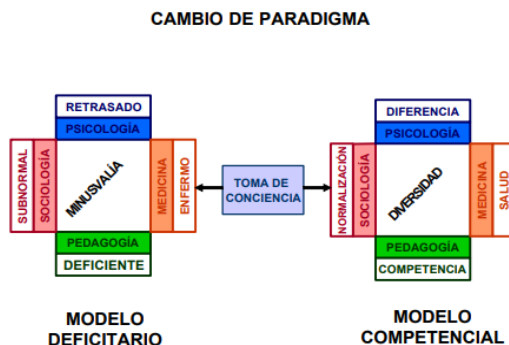 CAMBIO DE PARADIGMA
RETRASADO
PSICOLOGÍA
SUBNORMAL
SOCIOLOGÍA
MINUSVALÍA
MEDICINA
ENFERMO
PEDAGOGÍA
DEFICIENTE
MODELO
DEFICITARIO
TOMA DE
CONCIENCIA
DIFERENCIA
PSICOLOGÍA
NORMALIZACIÓN
SOCIOLOGÍA
DIVERSIDAD
MEDICINA
SALUD
PEDAGOGÍA
COMPETENCIA
MODELO
COMPETENCIAL